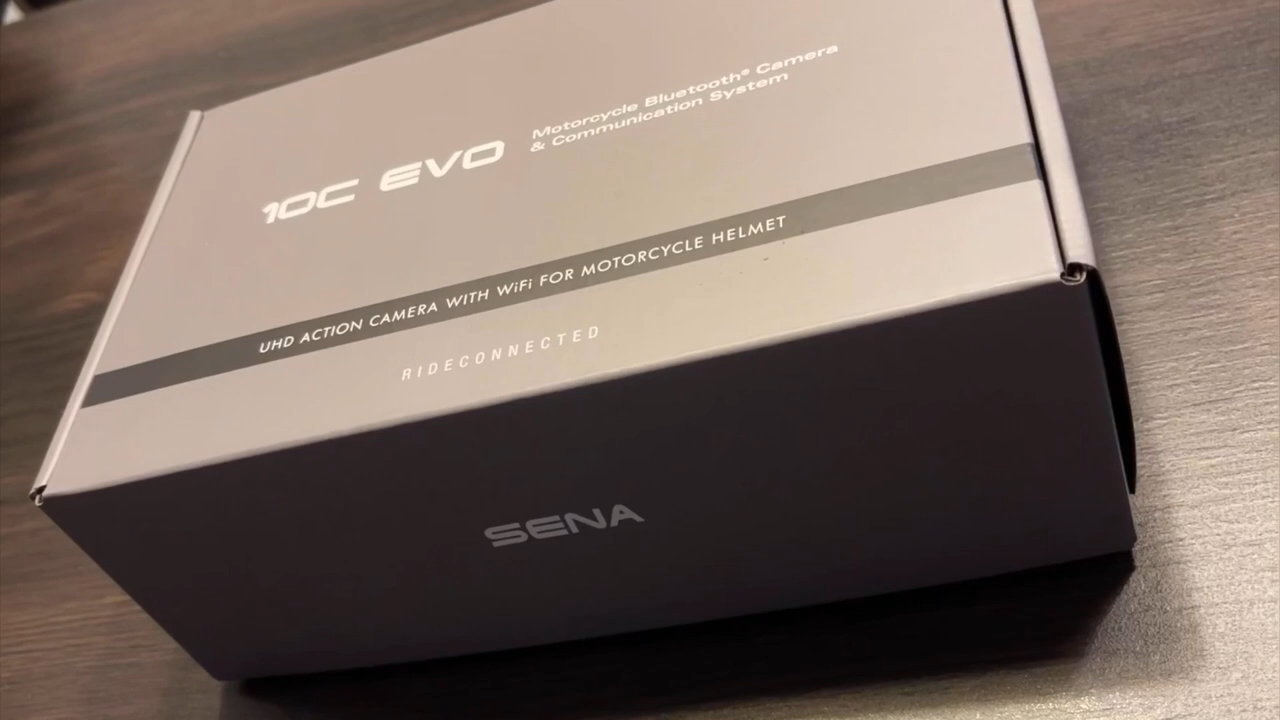 10C EVO
Motorcycle Bluetooth® Camera
& Communication System
UHD ACTION CAMERA WITH WiFi FOR MOTORCYCLE HELMET
RIDECONNECTED
SENA